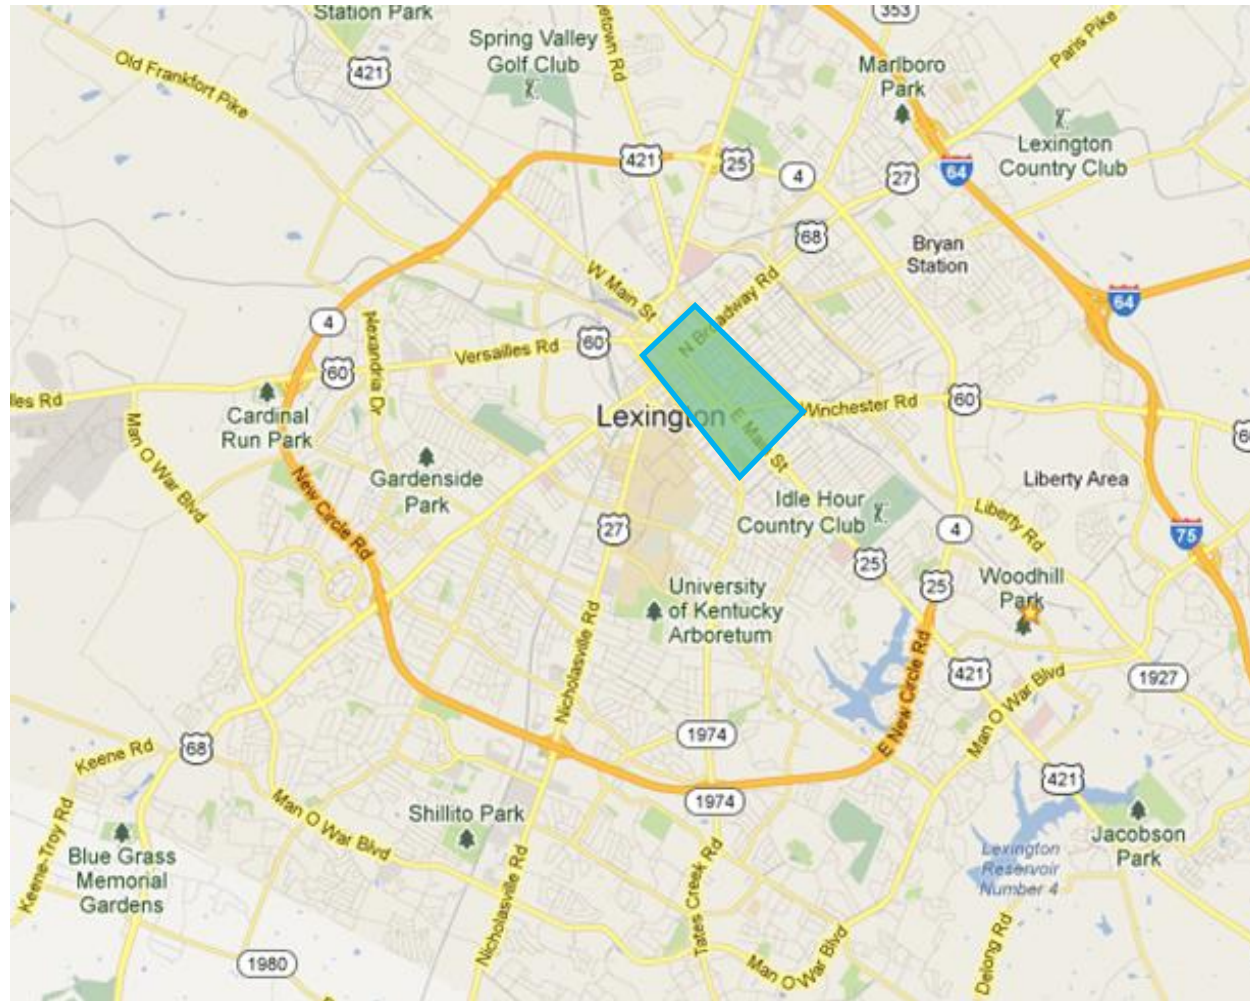 Station Park
353
Spring Valley
Golf Club
Marlboro
Park
Paris Pike
Old Frankfort Pike
421
Lexington
Country Club
421
25
4
27
64
68
Bryan
Station
W Main St
N Broadway Rd
64
4
Alexandria Dr
Versailles Rd
60
60
Cardinal
Run Park
Man O War Blvd
Lexington
E Main St
Winchester Rd
60
Gardenside
Park
New Circle Rd
Idle Hour
Country Club
Liberty Area
Liberty Rd
27
4
75
25
25
Woodhill
Park
University
of Kentucky
Arboretum
Nicholasville Rd
E New Circle Rd
421
Man O War Blvd
1927
68
Keene Rd
1974
421
1974
Keene-Troy Rd
Man O War Blvd
Shillito Park
Blue Grass
Memorial
Gardens
Nicholasville Rd
Tates Creek Rd
Lexington
Reservoir
Number 4
Jacobson
Park
Delong Rd
Man O War Blvd
1980